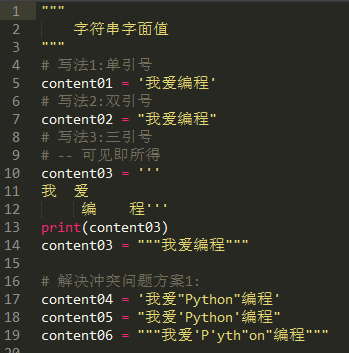 1 """
2     字符串字面值
3 """
4 # 写法1:单引号
5 content01 = '我爱编程'
6 # 写法2:双引号
7 content02 = "我爱编程"
8 # 写法3:三引号
9 # -- 可见即所得
10 content03 = '''
11 我  爱
12     编    程'''
13 print(content03)
14 content03 = """我爱编程"""
15
16 # 解决冲突问题方案1:
17 content04 = '我爱"Python"编程'
18 content05 = "我爱'Python'编程"
19 content06 = """我爱'P'yth"on"编程"""